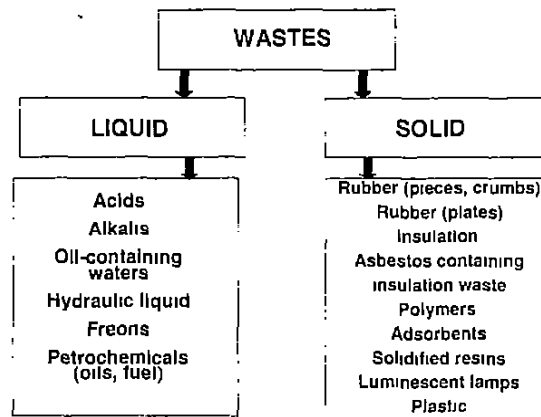 WASTES
LIQUID
SOLID
Acids
Alkalis
Oil-containing
waters
Hydraulic liquid
Freons
Petrochemicals
(oils, fuel)
Rubber (pieces, crumbs)
Rubber (plates)
Insulation
Asbestos containing
insulation waste
Polymers
Adsorbents
Solidified resins
Luminescent lamps
Plastic